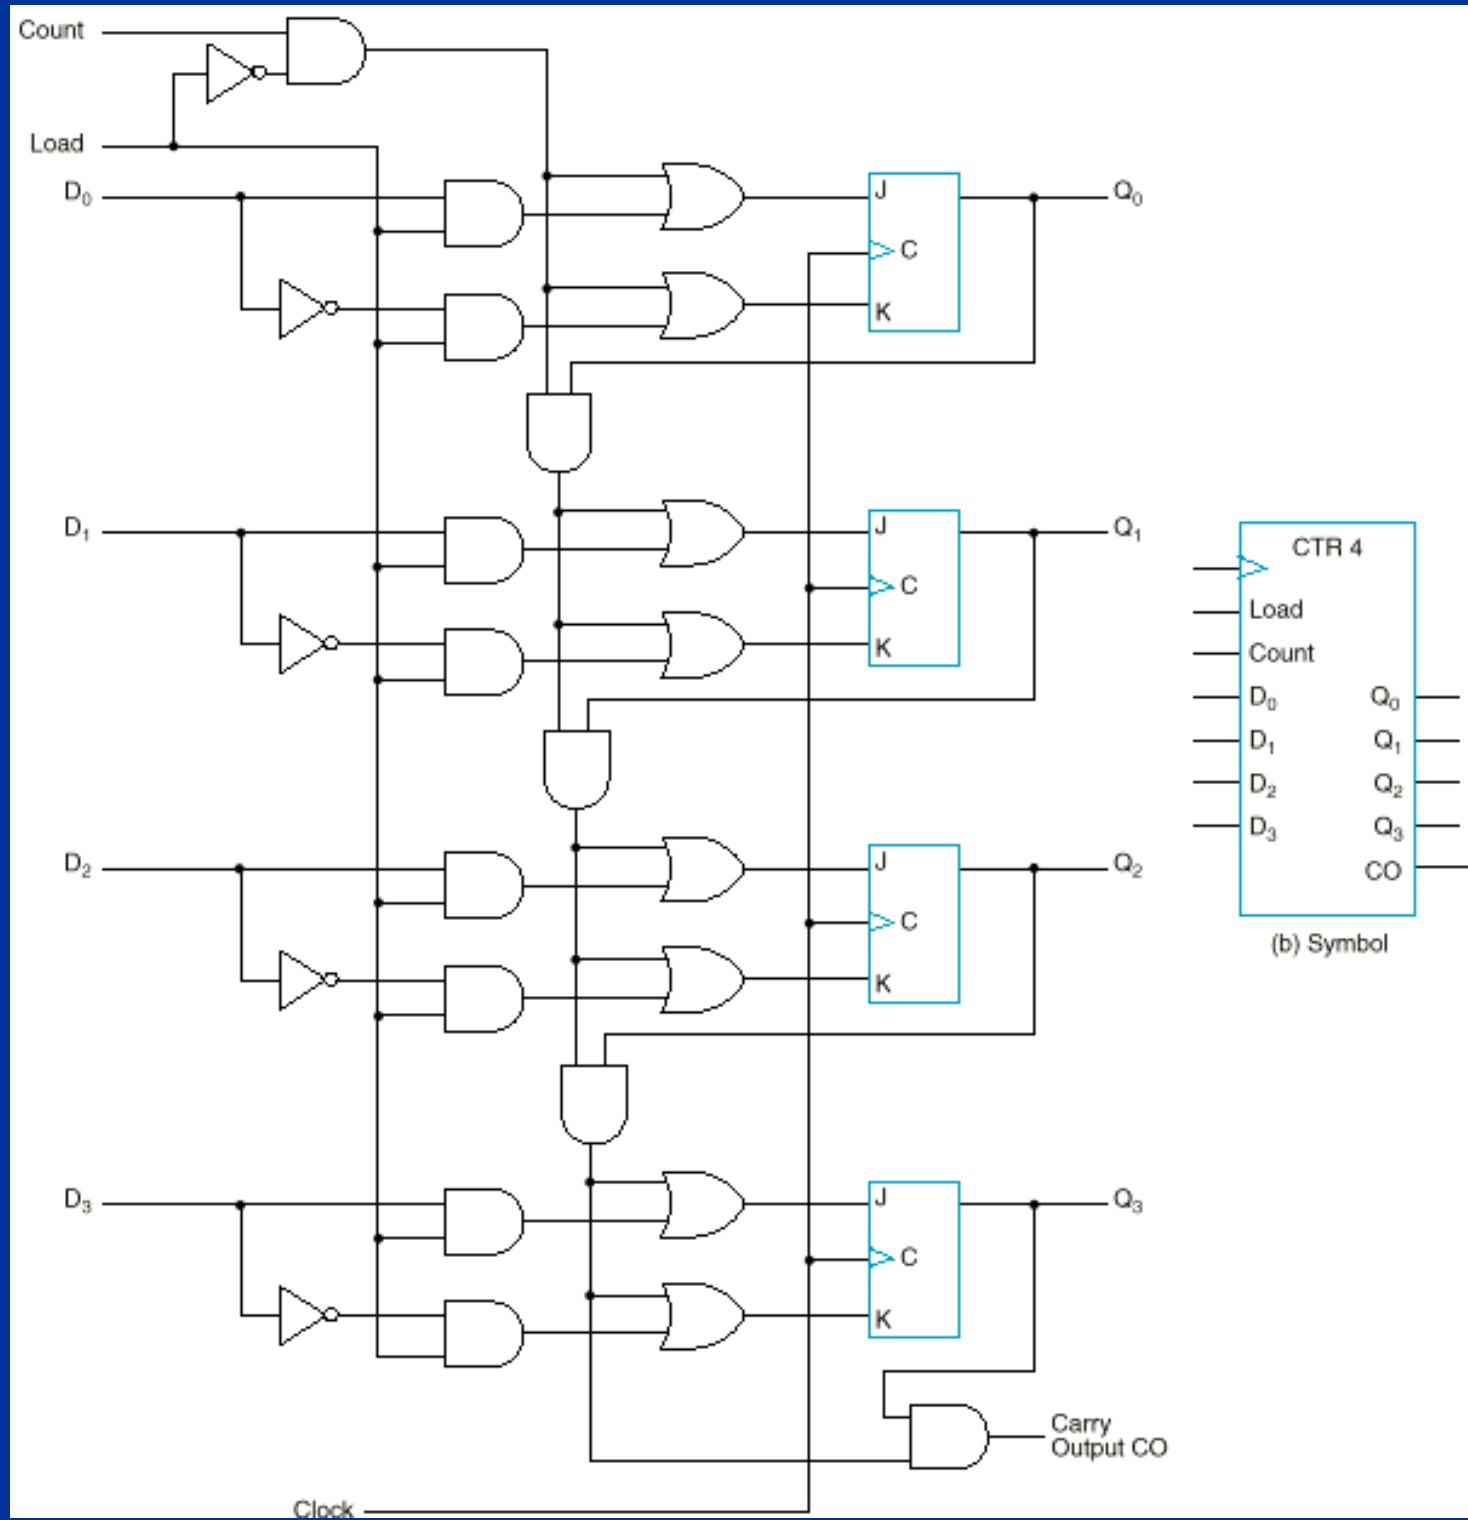 Count
Load
D₀
J
C
K
Q₀
D₁
J
C
K
Q₁
D₂
J
C
K
Q₂
D₃
J
C
K
Q₃
Carry
Output CO
Clock
CTR 4
Load
Count
D₀ Q₀
D₁ Q₁
D₂ Q₂
D₃ Q₃
CO
(b) Symbol